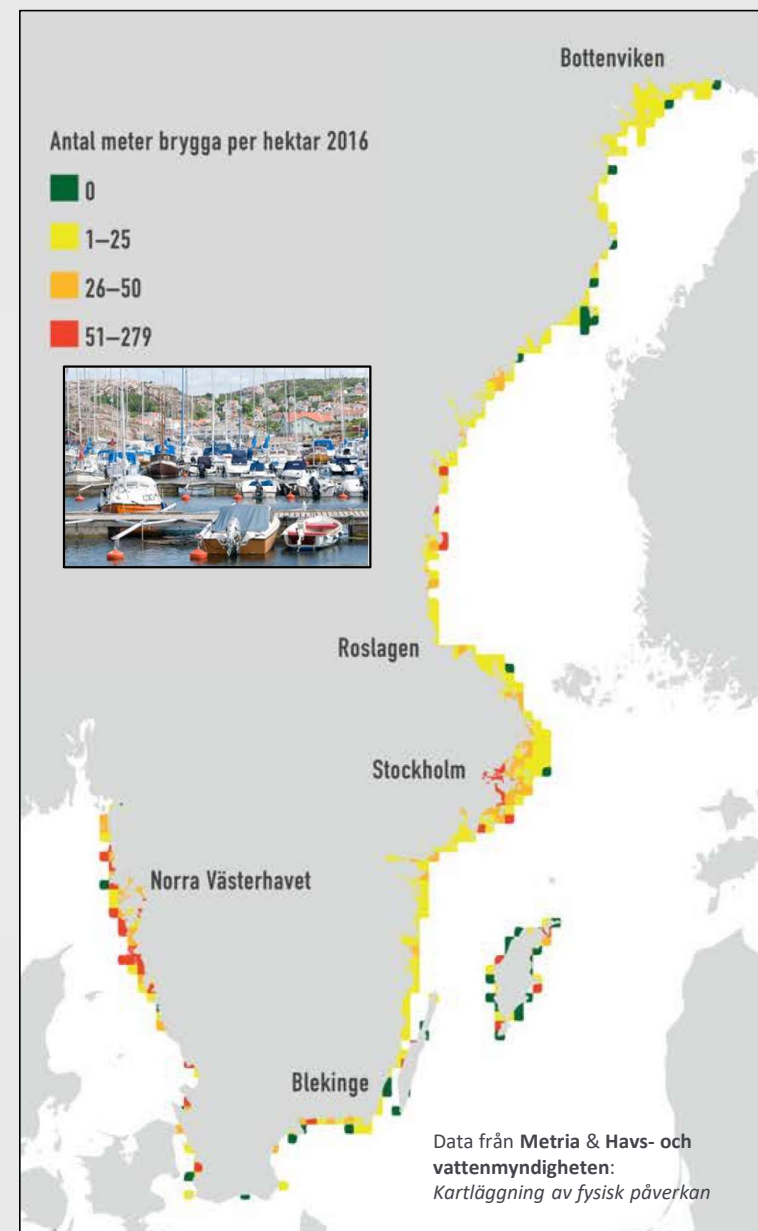 Bottenviken
Antal meter brygga per hektar 2016
0
1–25
26–50
51–279
Roslagen
Stockholm
Norra Västerhavet
Blekinge
Data från Metria & Havs- och
vattenmyndigheten:
Kartläggning av fysisk påverkan